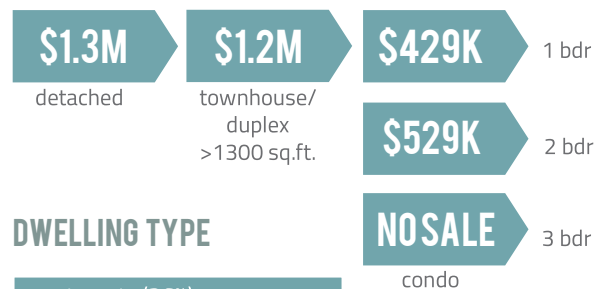 $1.3M
detached
$1.2M
townhouse/
duplex
>1300 sq.ft.
$429K 1 bdr
$529K 2 bdr
NO SALE 3 bdr
condo
DWELLING TYPE